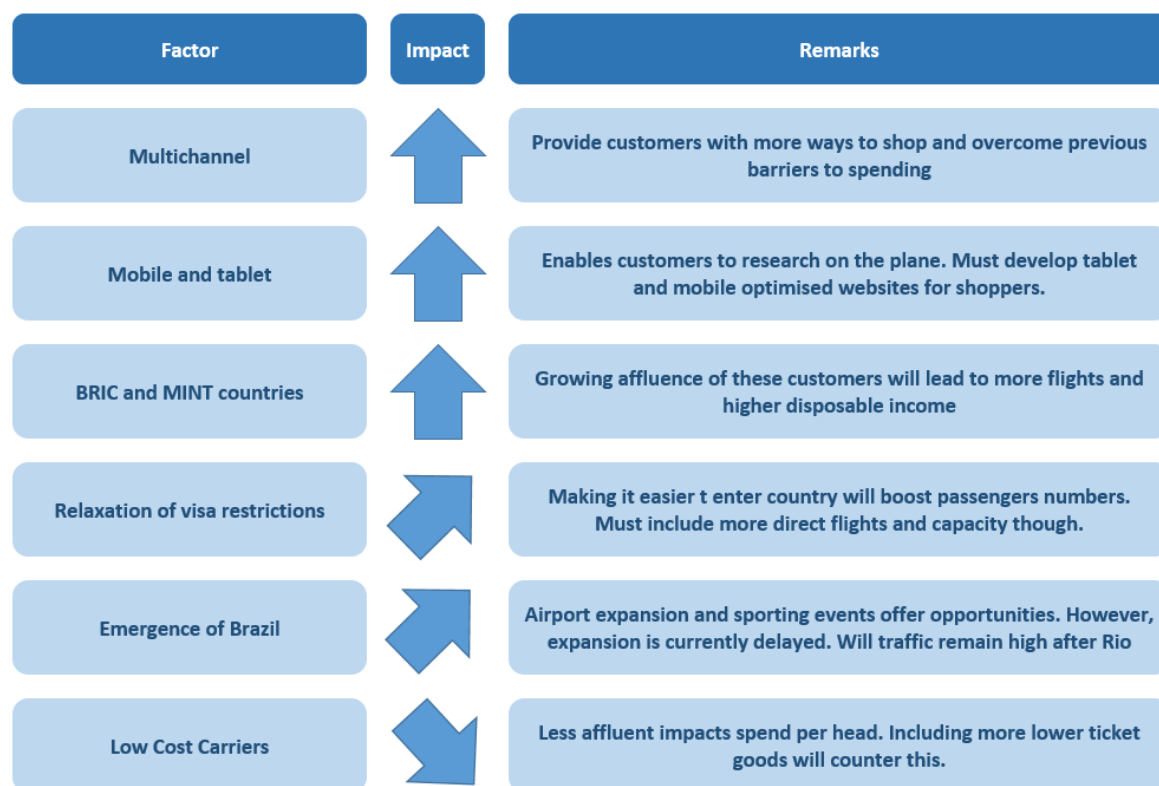 Factor
Impact
Remarks
Multichannel
Provide customers with more ways to shop and overcome previous
barriers to spending
Mobile and tablet
Enables customers to research on the plane. Must develop tablet
and mobile optimised websites for shoppers.
BRIC and MINT countries
Growing affluence of these customers will lead to more flights and
higher disposable income
Relaxation of visa restrictions
Making it easier t enter country will boost passengers numbers.
Must include more direct flights and capacity though.
Emergence of Brazil
Airport expansion and sporting events offer opportunities. However,
expansion is currently delayed. Will traffic remain high after Rio
Low Cost Carriers
Less affluent impacts spend per head. Including more lower ticket
goods will counter this.